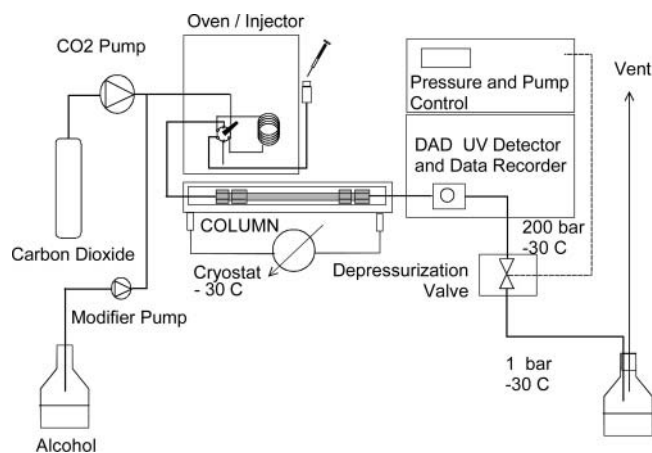 Oven / Injector
CO2 Pump
Pressure and Pump
Control
Vent
DAD UV Detector
and Data Recorder
COLUMN
200 bar
-30 C
Carbon Dioxide
Cryostat
- 30 C
Depressurization
Valve
Modifier Pump
1 bar
-30 C
Alcohol